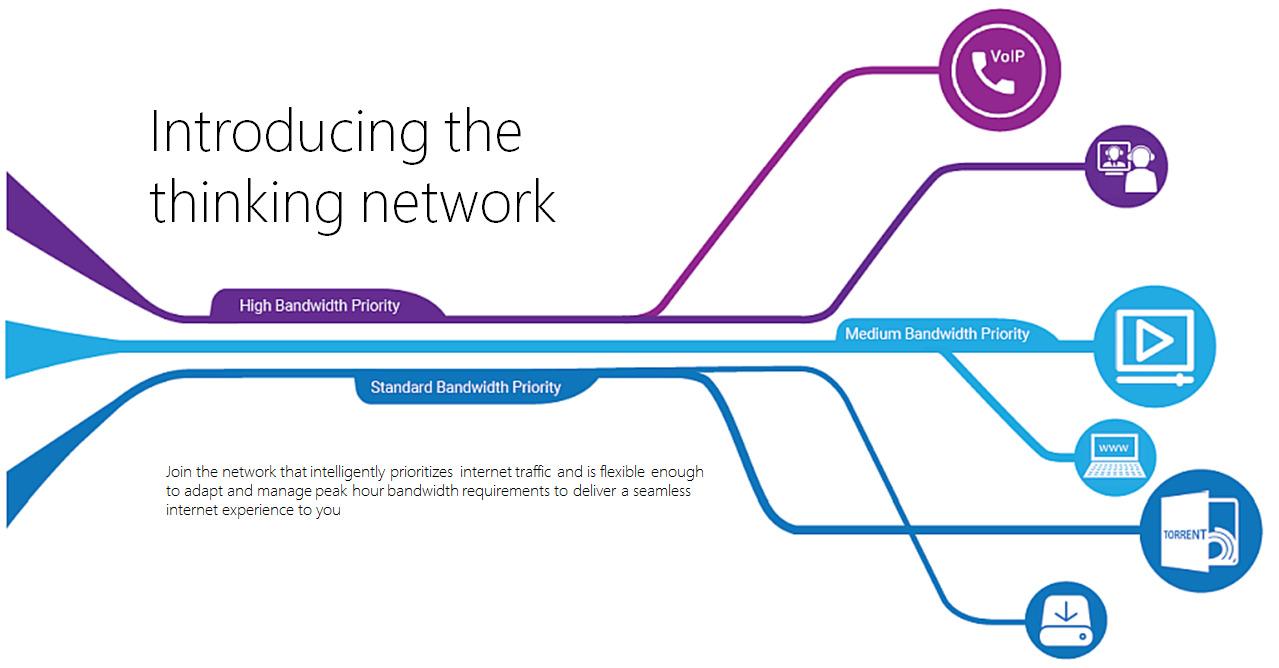 Introducing the
thinking network
VoIP
High Bandwidth Priority
Medium Bandwidth Priority
Standard Bandwidth Priority
www
Join the network that intelligently prioritizes internet traffic and is flexible enough
to adapt and manage peak hour bandwidth requirements to deliver a seamless
internet experience to you
TORRENT